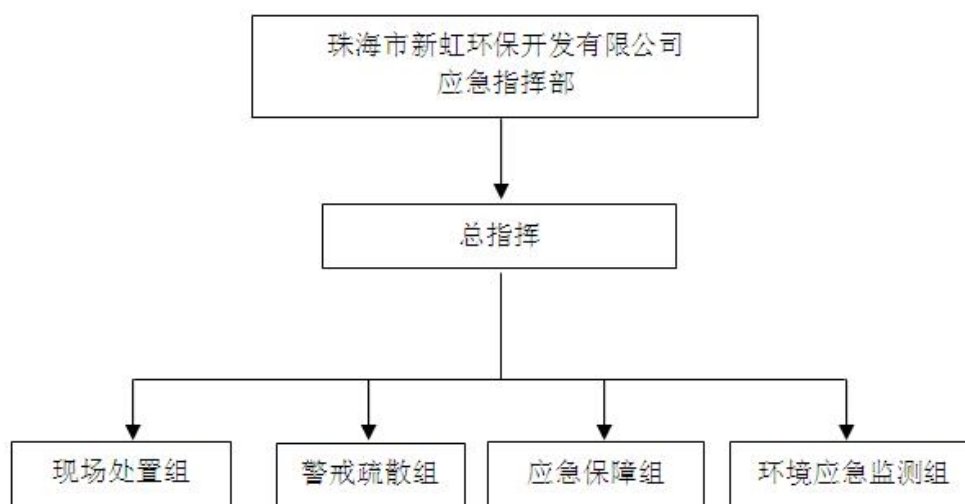 珠海市新虹环保开发有限公司
应急指挥部
总指挥
现场处置组
警戒疏散组
应急保障组
环境应急监测组